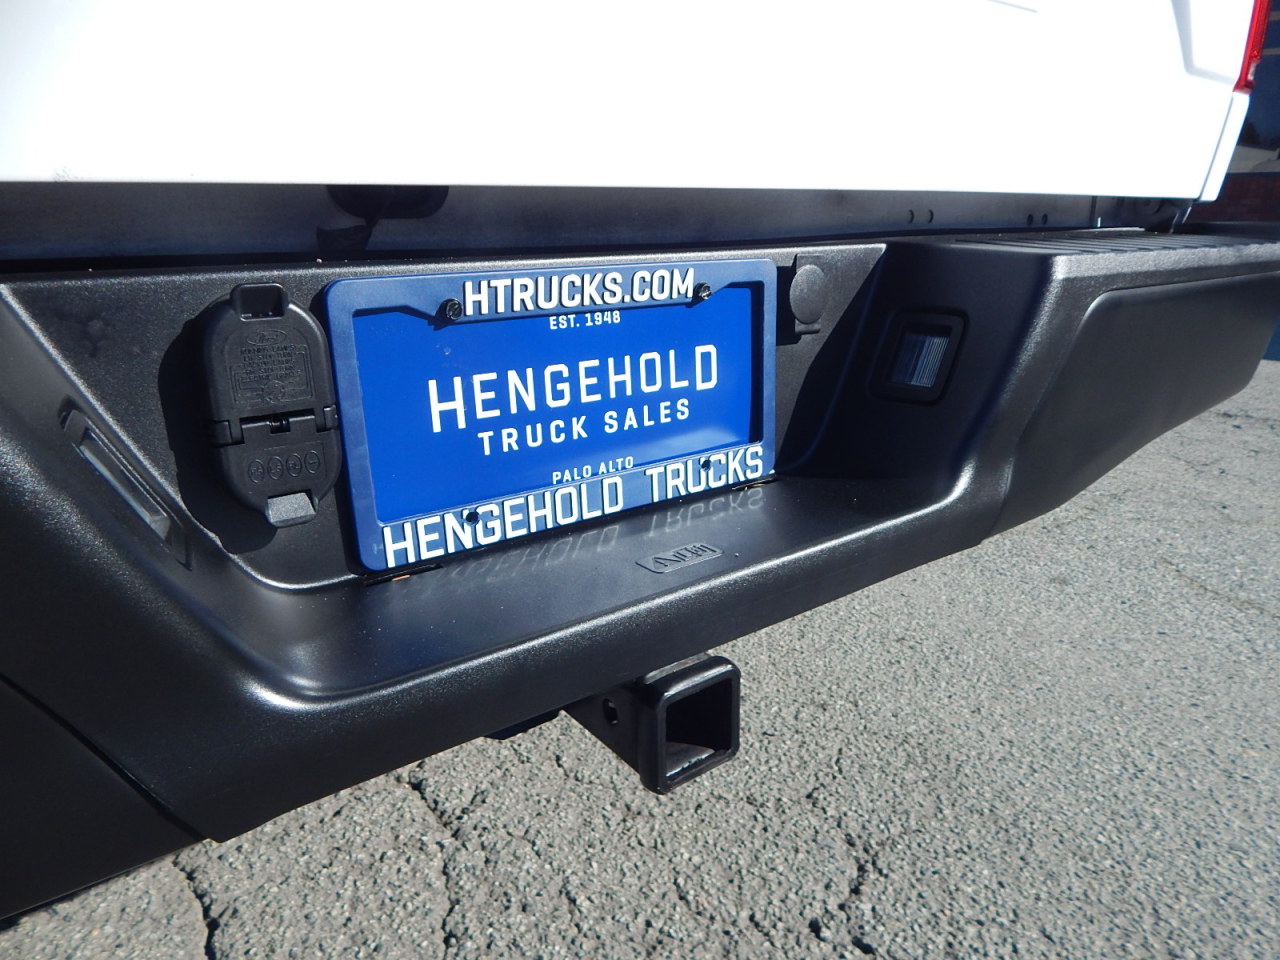 HTRUCKS.COM
EST. 1948
HENGEHOLD
TRUCK SALES
PALO ALTO
HENGEHOLD TRUCKS